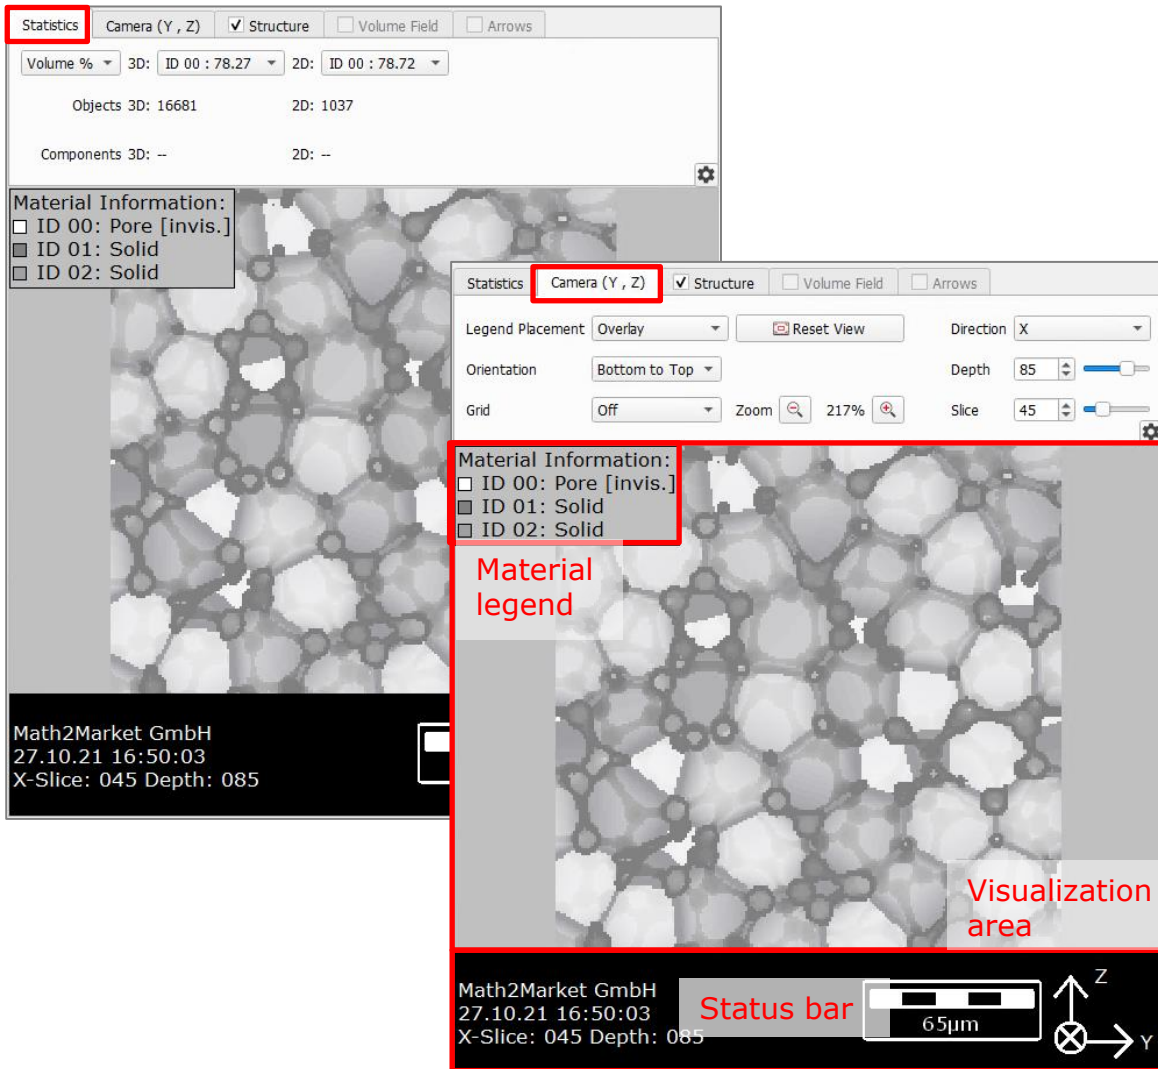 Statistics Camera (Y , Z) Structure Volume Field Arrows
Volume % 3D: ID 00 : 78.27 2D: ID 00 : 78.72
Objects 3D: 16681 2D: 1037
Components 3D: -- 2D: --
Material Information:
ID 00: Pore [invis.]
ID 01: Solid
ID 02: Solid
Math2Market GmbH
27.10.21 16:50:03
X-Slice: 045 Depth: 085
Statistics Camera (Y , Z) Structure Volume Field Arrows
Legend Placement Overlay Reset View Direction X
Orientation Bottom to Top Depth 85
Grid Off Zoom 217% Slice 45
Material Information:
ID 00: Pore [invis.]
ID 01: Solid
ID 02: Solid
Material
legend
Visualization
area
Math2Market GmbH
27.10.21 16:50:03
X-Slice: 045 Depth: 085
Status bar
65µm
Z
Y